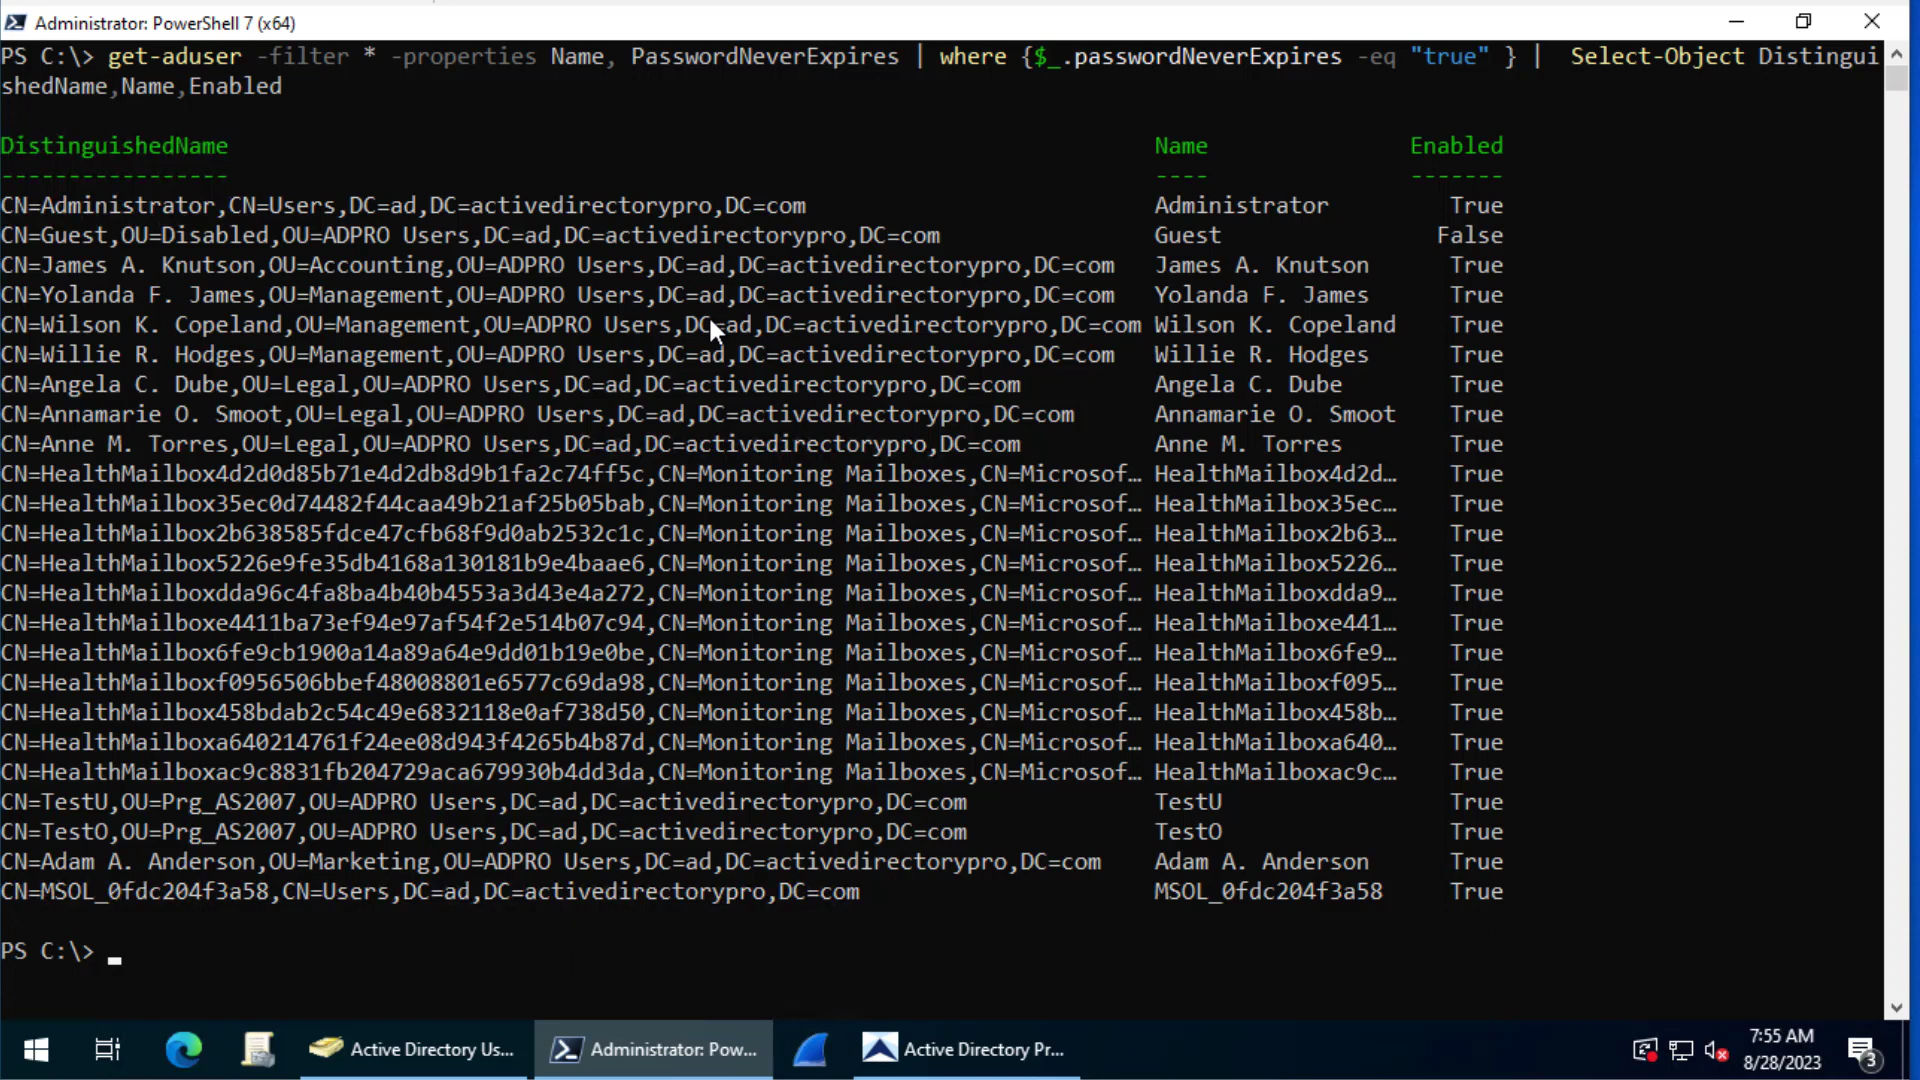 Administrator: PowerShell 7 (x64)
PS C:\> get-aduser -filter * -properties Name, PasswordNeverExpires | where {$_.passwordNeverExpires -eq "true" } |  Select-Object Distingui
shedName,Name,Enabled
DistinguishedName Name Enabled
----------------- ---- -------
CN=Administrator,CN=Users,DC=ad,DC=activedirectorypro,DC=com Administrator True
CN=Guest,OU=Disabled,OU=ADPRO Users,DC=ad,DC=activedirectorypro,DC=com Guest False
CN=James A. Knutson,OU=Accounting,OU=ADPRO Users,DC=ad,DC=activedirectorypro,DC=com James A. Knutson True
CN=Yolanda F. James,OU=Management,OU=ADPRO Users,DC=ad,DC=activedirectorypro,DC=com Yolanda F. James True
CN=Wilson K. Copeland,OU=Management,OU=ADPRO Users,DC=ad,DC=activedirectorypro,DC=com Wilson K. Copeland True
CN=Willie R. Hodges,OU=Management,OU=ADPRO Users,DC=ad,DC=activedirectorypro,DC=com Willie R. Hodges True
CN=Angela C. Dube,OU=Legal,OU=ADPRO Users,DC=ad,DC=activedirectorypro,DC=com Angela C. Dube True
CN=Annamarie O. Smoot,OU=Legal,OU=ADPRO Users,DC=ad,DC=activedirectorypro,DC=com Annamarie O. Smoot True
CN=Anne M. Torres,OU=Legal,OU=ADPRO Users,DC=ad,DC=activedirectorypro,DC=com Anne M. Torres True
CN=HealthMailbox4d2d0d85b71e4d2db8d9b1fa2c74ff5c,CN=Monitoring Mailboxes,CN=Microsof… HealthMailbox4d2d… True
CN=HealthMailbox35ec0d74482f44caa49b21af25b05bab,CN=Monitoring Mailboxes,CN=Microsof… HealthMailbox35ec… True
CN=HealthMailbox2b638585fdce47cfb68f9d0ab2532c1c,CN=Monitoring Mailboxes,CN=Microsof… HealthMailbox2b63… True
CN=HealthMailbox5226e9fe35db4168a130181b9e4baae6,CN=Monitoring Mailboxes,CN=Microsof… HealthMailbox5226… True
CN=HealthMailboxdda96c4fa8ba4b40b4553a3d43e4a272,CN=Monitoring Mailboxes,CN=Microsof… HealthMailboxdda9… True
CN=HealthMailboxe4411ba73ef94e97af54f2e514b07c94,CN=Monitoring Mailboxes,CN=Microsof… HealthMailboxe441… True
CN=HealthMailbox6fe9cb1900a14a89a64e9dd01b19e0be,CN=Monitoring Mailboxes,CN=Microsof… HealthMailbox6fe9… True
CN=HealthMailboxf0956506bbef48008801e6577c69da98,CN=Monitoring Mailboxes,CN=Microsof… HealthMailboxf095… True
CN=HealthMailbox458bdab2c54c49e6832118e0af738d50,CN=Monitoring Mailboxes,CN=Microsof… HealthMailbox458b… True
CN=HealthMailboxa640214761f24ee08d943f4265b4b87d,CN=Monitoring Mailboxes,CN=Microsof… HealthMailboxa640… True
CN=HealthMailboxac9c8831fb204729aca679930b4dd3da,CN=Monitoring Mailboxes,CN=Microsof… HealthMailboxac9c… True
CN=TestU,OU=Prg_AS2007,OU=ADPRO Users,DC=ad,DC=activedirectorypro,DC=com TestU True
CN=TestO,OU=Prg_AS2007,OU=ADPRO Users,DC=ad,DC=activedirectorypro,DC=com TestO True
CN=Adam A. Anderson,OU=Marketing,OU=ADPRO Users,DC=ad,DC=activedirectorypro,DC=com Adam A. Anderson True
CN=MSOL_0fdc204f3a58,CN=Users,DC=ad,DC=activedirectorypro,DC=com MSOL_0fdc204f3a58 True
PS C:\> _
Active Directory Us... Administrator: Pow... Active Directory Pr...
7:55 AM
8/28/2023
3